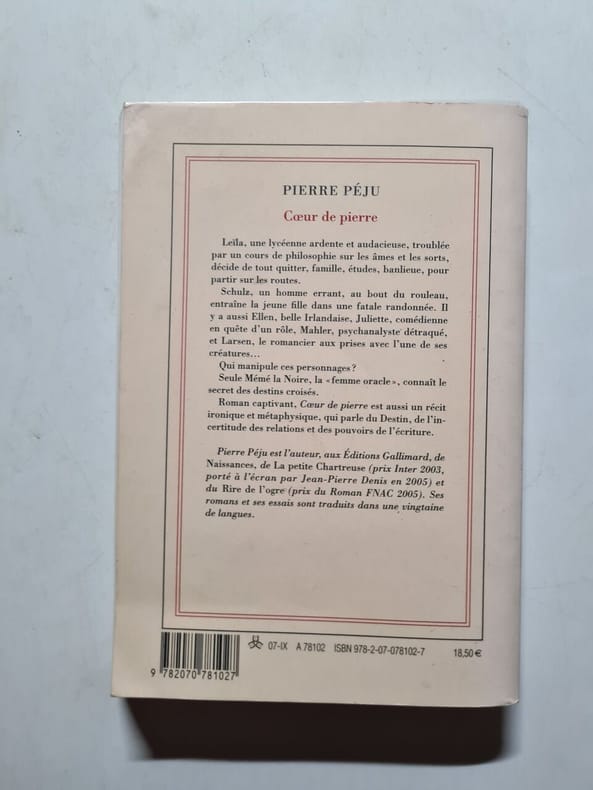 PIERRE PÉJU
Cœur de pierre
Leïla, une lycéenne ardente et audacieuse, troublée
par un cours de philosophie sur les âmes et les sorts,
décide de tout quitter, famille, études, banlieue, pour
partir sur les routes.
Schulz, un homme errant, au bout du rouleau,
entraîne la jeune fille dans une fatale randonnée. Il
y a aussi Ellen, belle Irlandaise, Juliette, comédienne
en quête d'un rôle, Mahler, psychanalyste détraqué,
et Larsen, le romancier aux prises avec l'une de ses
créatures…
Qui manipule ces personnages ?
Seule Mémé la Noire, la « femme oracle », connaît le
secret des destins croisés.
Roman captivant, Cœur de pierre est aussi un récit
ironique et métaphysique, qui parle du Destin, de l'in-
certitude des relations et des pouvoirs de l'écriture.
Pierre Péju est l'auteur, aux Éditions Gallimard, de
Naissances, de La petite Chartreuse (prix Inter 2003,
porté à l'écran par Jean-Pierre Denis en 2005) et
du Rire de l'ogre (prix du Roman FNAC 2005). Ses
romans et ses essais sont traduits dans une vingtaine
de langues.
07-IX A 78102 ISBN 978-2-07-078102-7 18,50 €
9 782070 781027